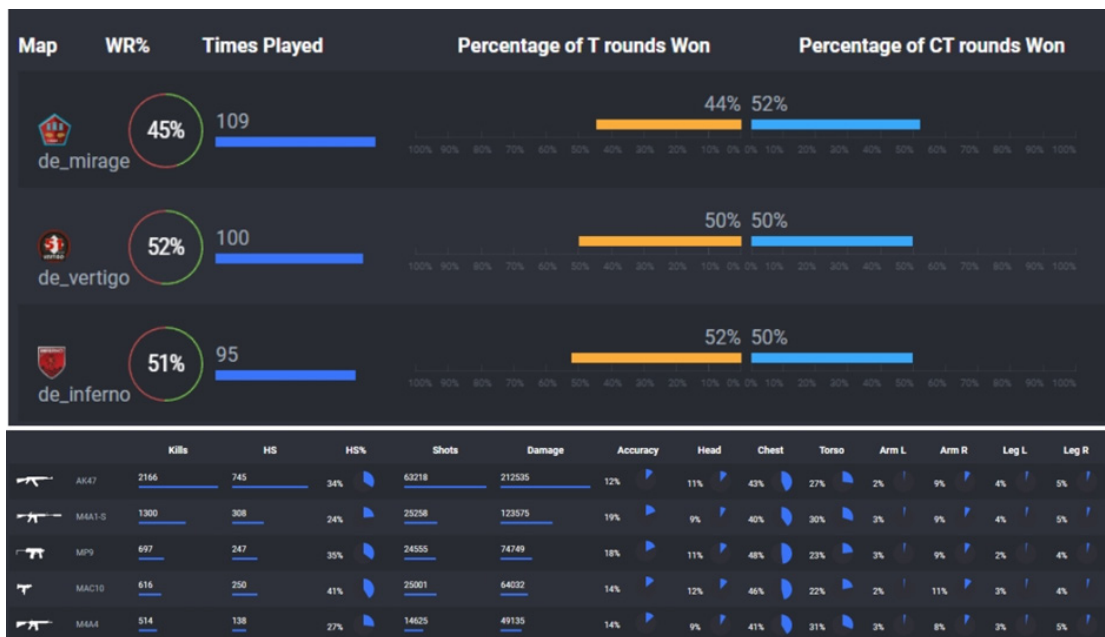 Map WR% Times Played Percentage of T rounds Won Percentage of CT rounds Won
45% 109 44% 52%
de_mirage
100% 90% 80% 70% 60% 50% 40% 30% 20% 10% 0% 0% 10% 20% 30% 40% 50% 60% 70% 80% 90% 100%
52% 100 50% 50%
de_vertigo
100% 90% 80% 70% 60% 50% 40% 30% 20% 10% 0% 0% 10% 20% 30% 40% 50% 60% 70% 80% 90% 100%
51% 95 52% 50%
de_inferno
100% 90% 80% 70% 60% 50% 40% 30% 20% 10% 0% 0% 10% 20% 30% 40% 50% 60% 70% 80% 90% 100%
Kills HS HS% Shots Damage Accuracy Head Chest Torso Arm L Arm R Leg L Leg R
AK47 2166 745 34% 63218 212535 12% 11% 43% 27% 2% 9% 4% 5%
M4A1-S 1300 308 24% 25258 123575 19% 9% 40% 30% 3% 9% 4% 5%
MP9 697 247 35% 24555 74749 18% 11% 48% 23% 3% 9% 2% 4%
MAC10 616 250 41% 25001 64032 14% 12% 46% 22% 2% 11% 3% 4%
M4A4 514 138 27% 14625 49135 14% 9% 41% 31% 3% 8% 3% 5%